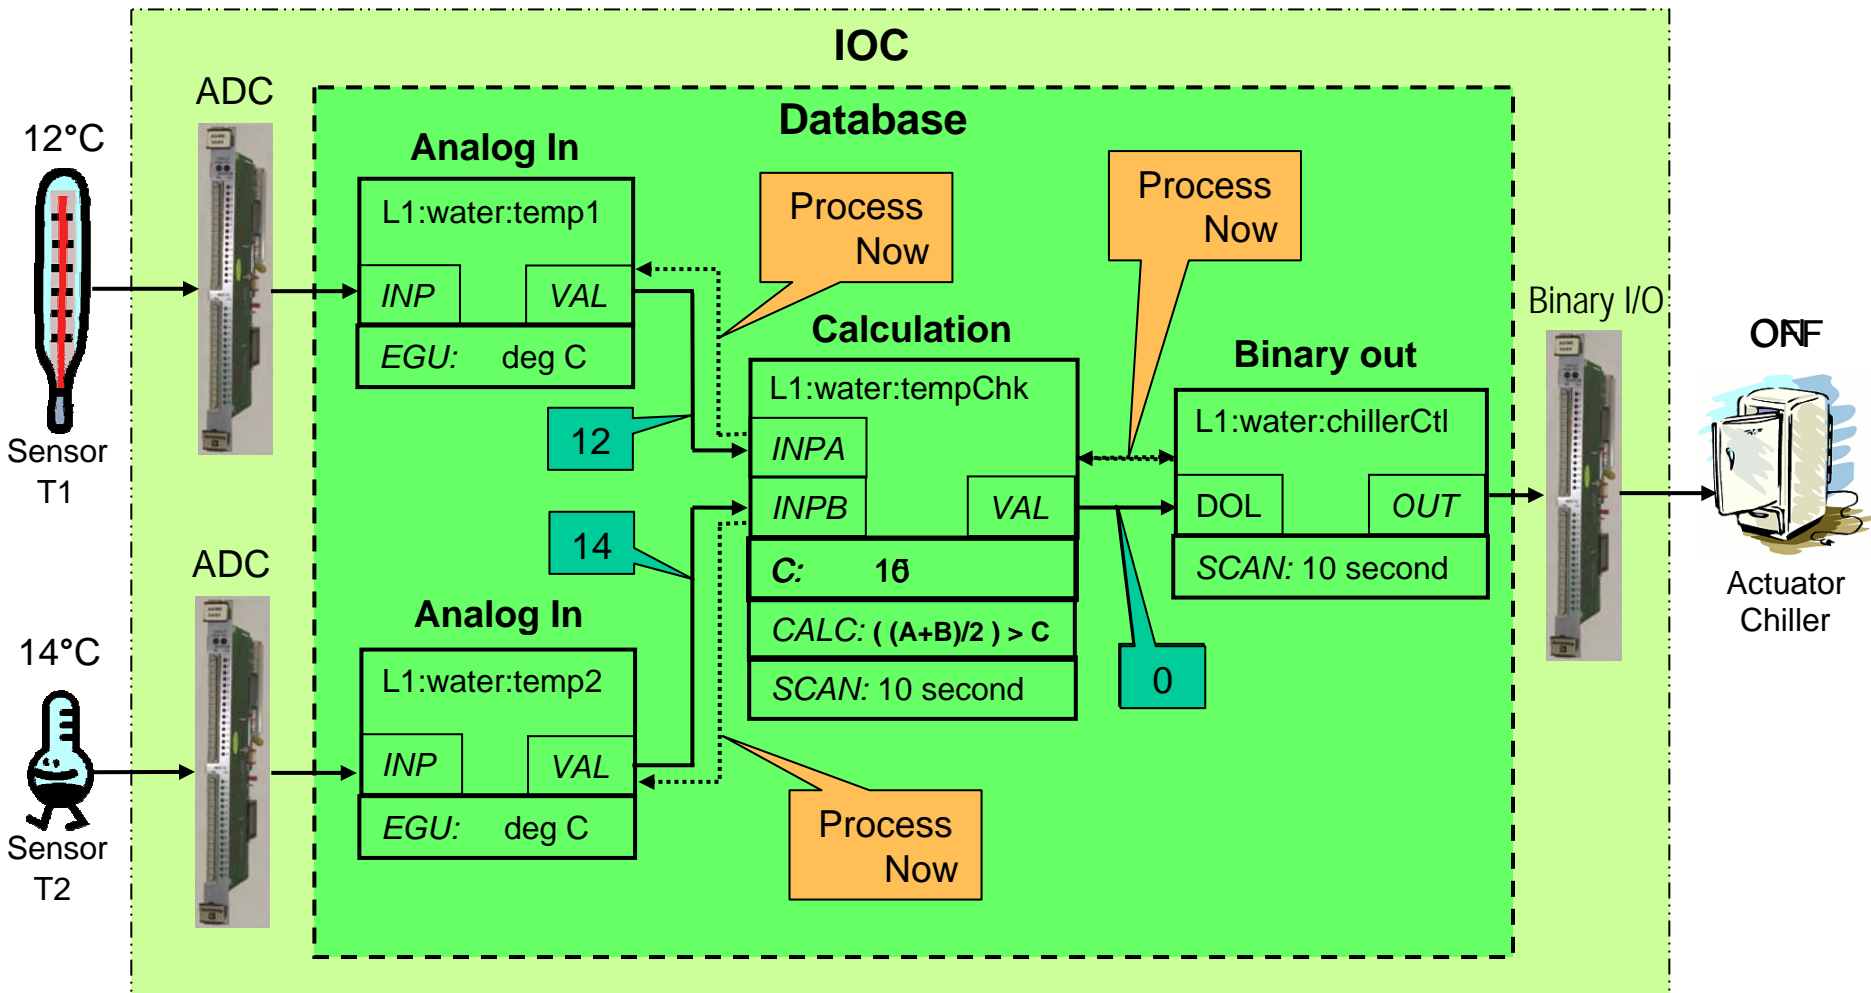 IOC
ADC
Database
12°C
Analog In
L1:water:temp1
INP
VAL
EGU: deg C
Process
Now
Process
Now
Sensor
T1
12
14
Calculation
L1:water:tempChk
INPA
INPB
VAL
C:
CALC: ( (A+B)/2 ) > C
SCAN: 10 second
0
Binary out
L1:water:chillerCtl
DOL
OUT
SCAN: 10 second
Binary I/O
Actuator
Chiller
ADC
14°C
Analog In
L1:water:temp2
INP
VAL
EGU: deg C
Process
Now
Sensor
T2